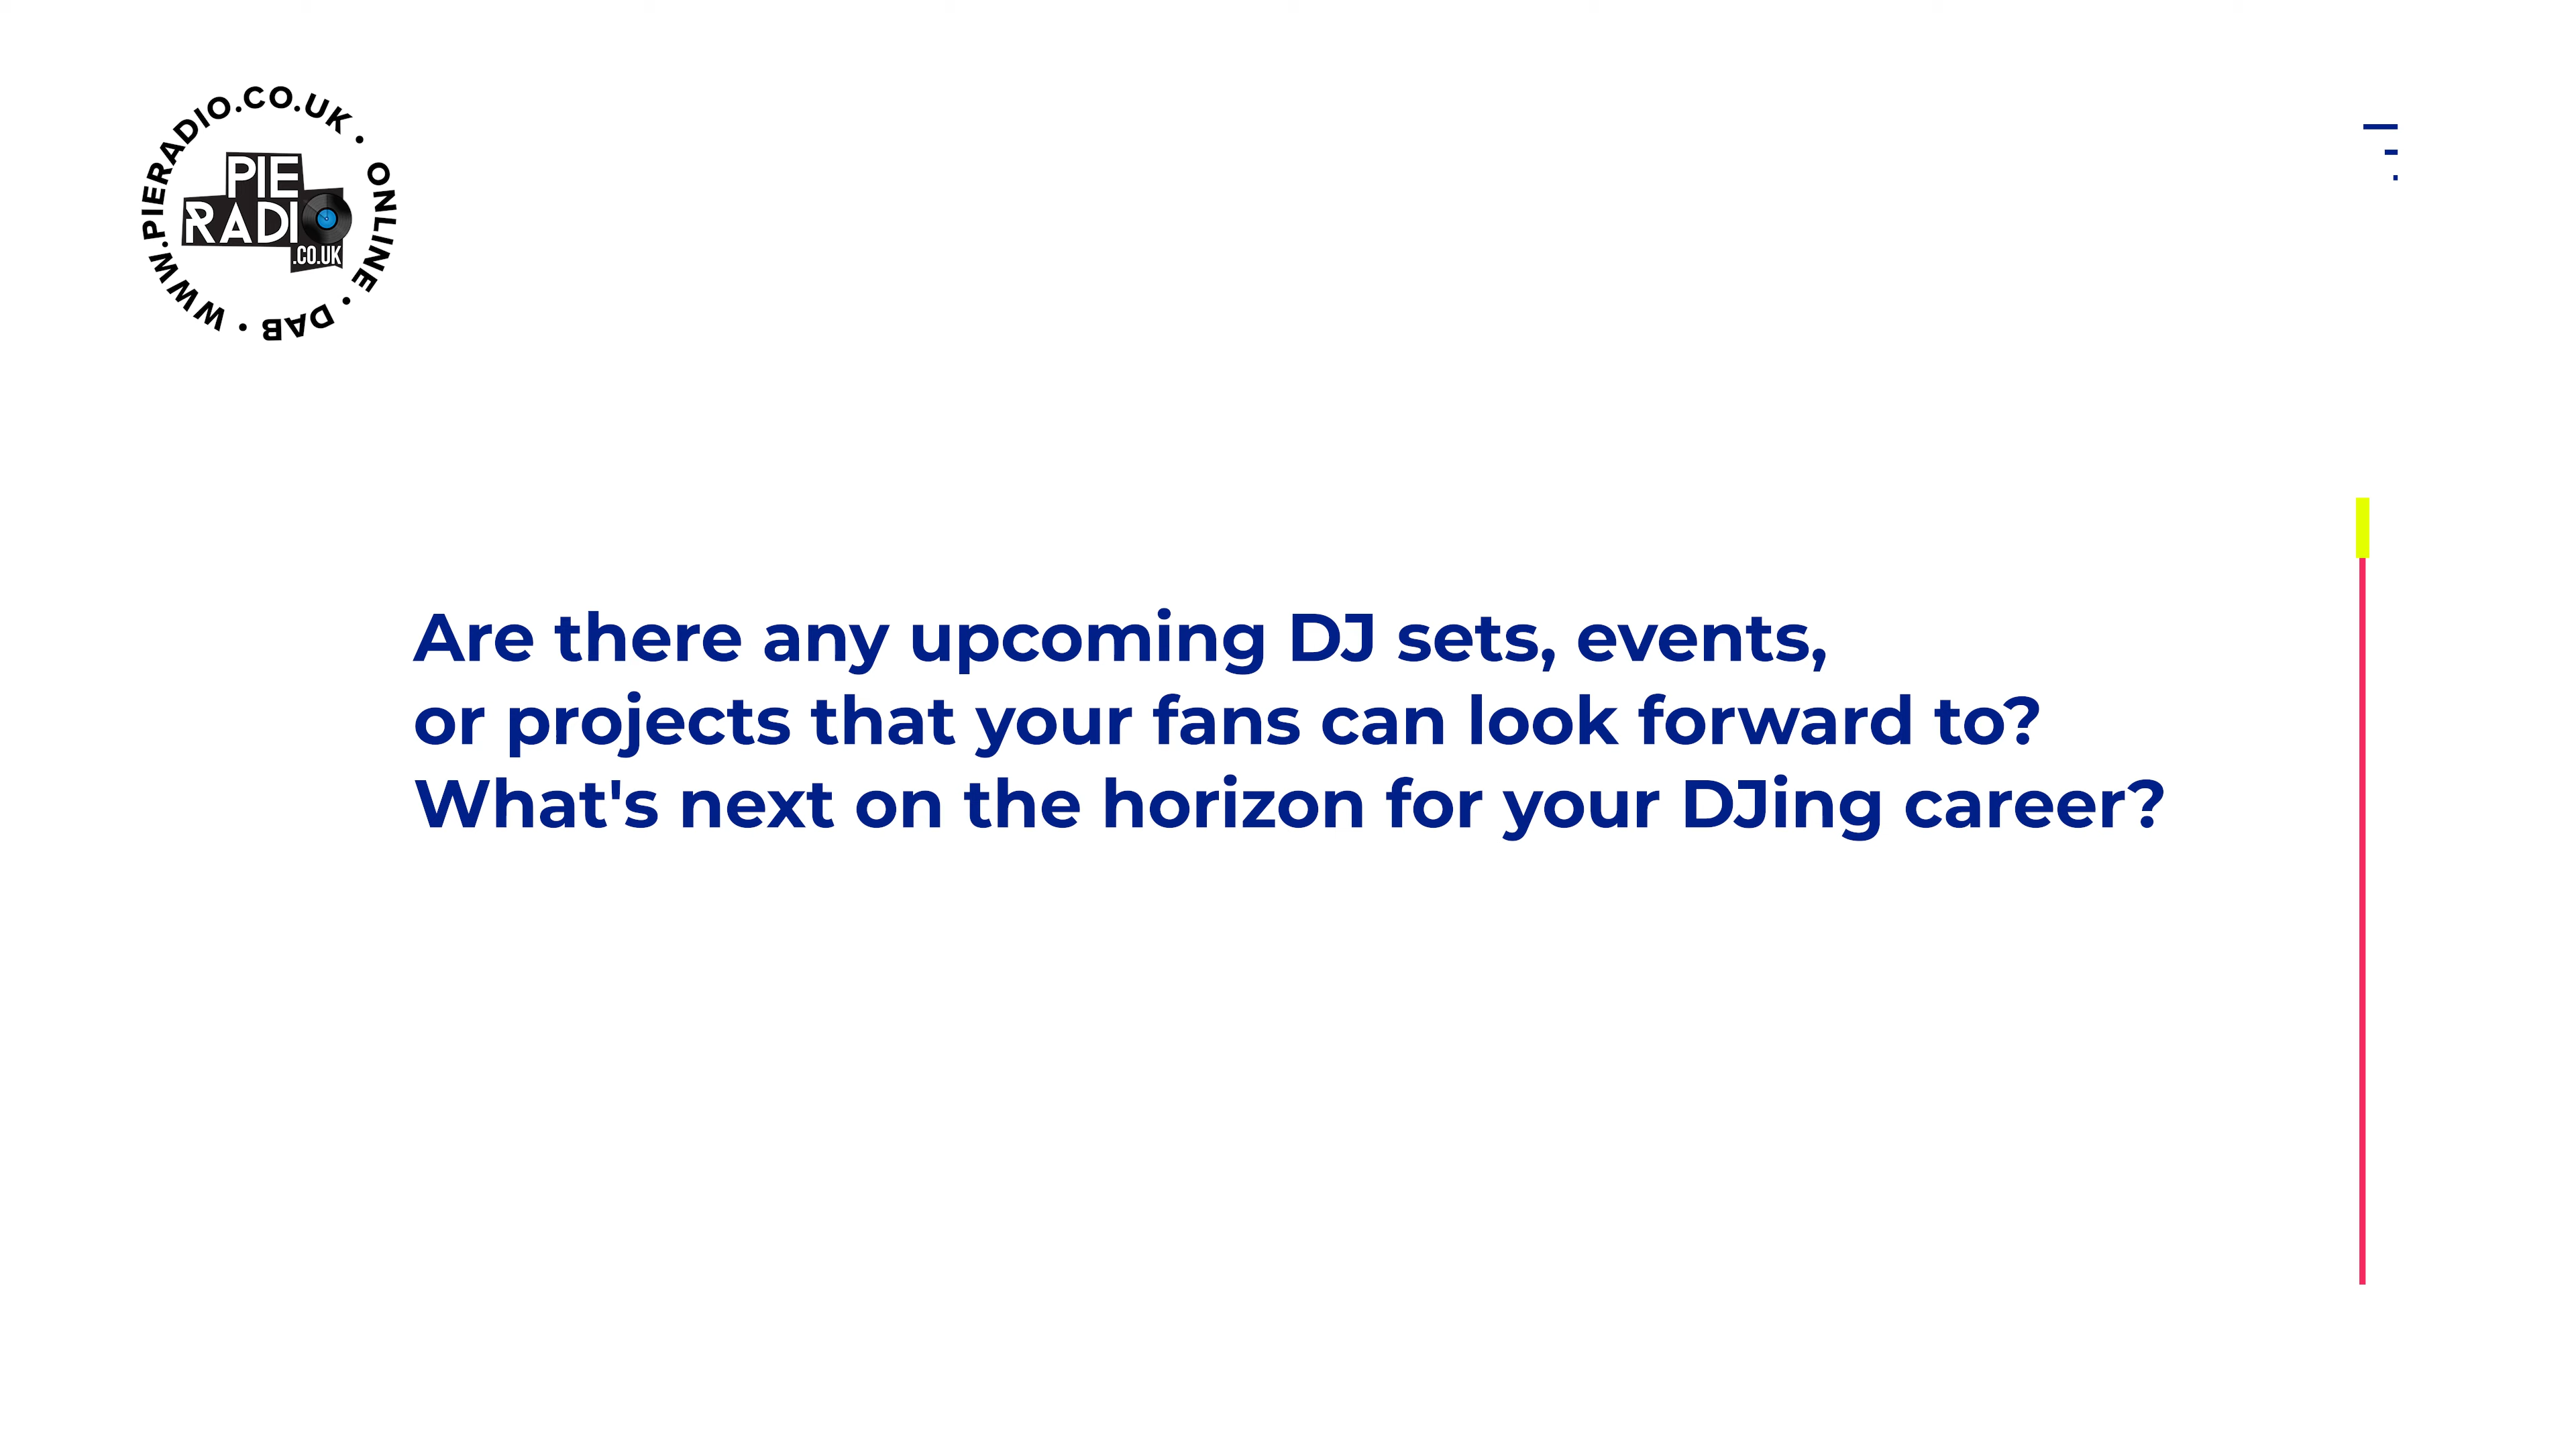 WWW.PIERADIO.CO.UK • ONLINE • DAB •
PIE
RADIO
.CO.UK
Are there any upcoming DJ sets, events,
or projects that your fans can look forward to?
What's next on the horizon for your DJing career?